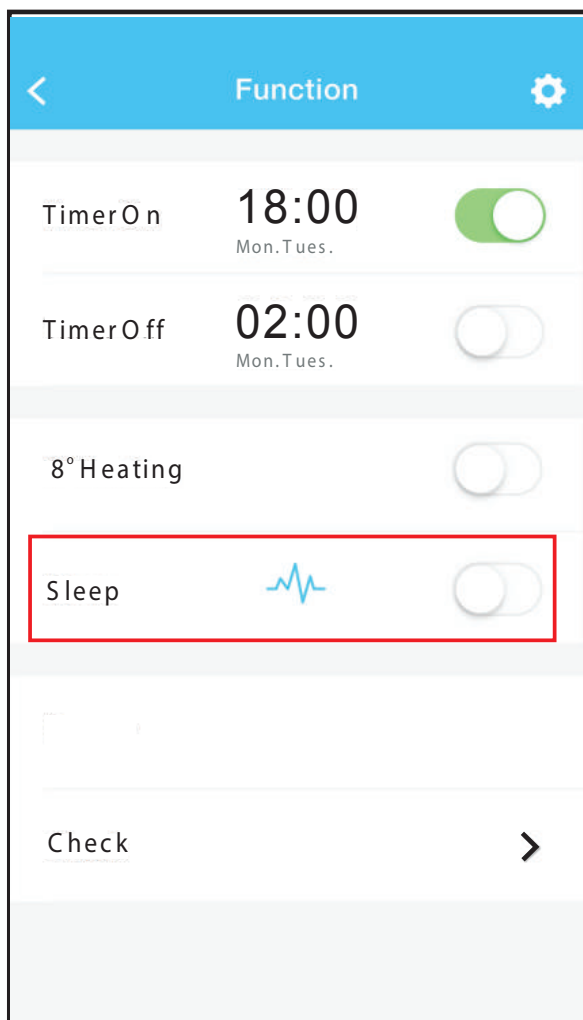 Function
TimerOn 18:00
Mon.Tues.
TimerOff 02:00
Mon.Tues.
8°Heating
Sleep
Check